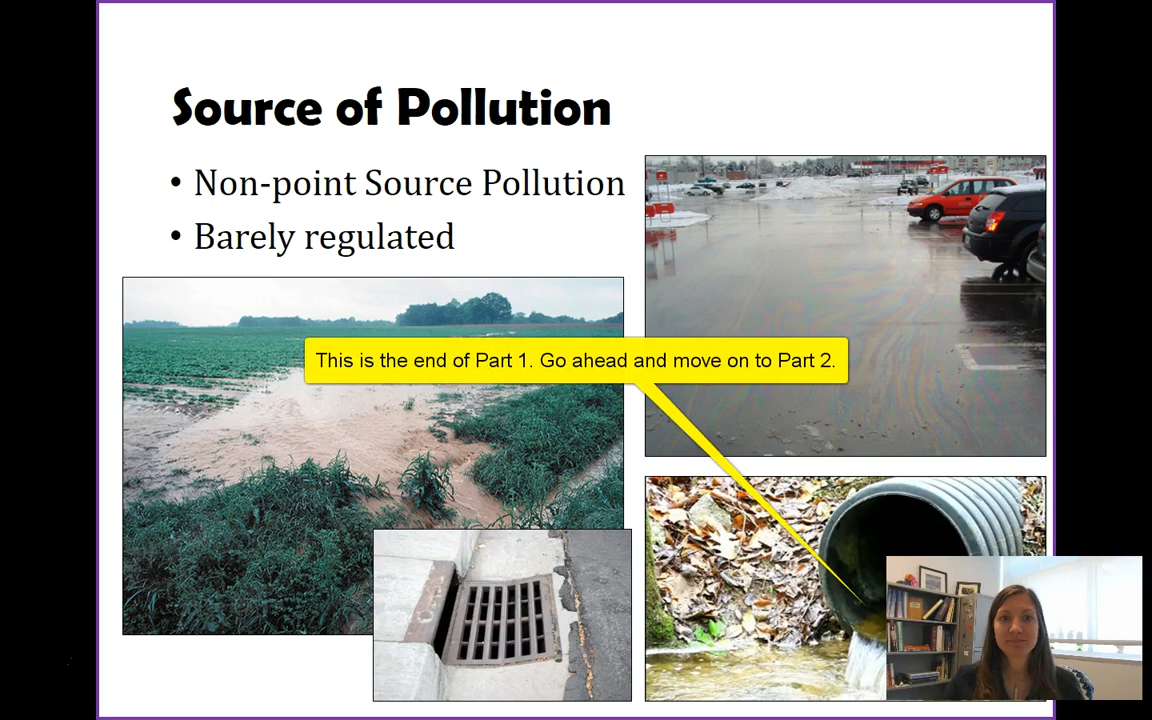 Source of Pollution
• Non-point Source Pollution
• Barely regulated
This is the end of Part 1. Go ahead and move on to Part 2.